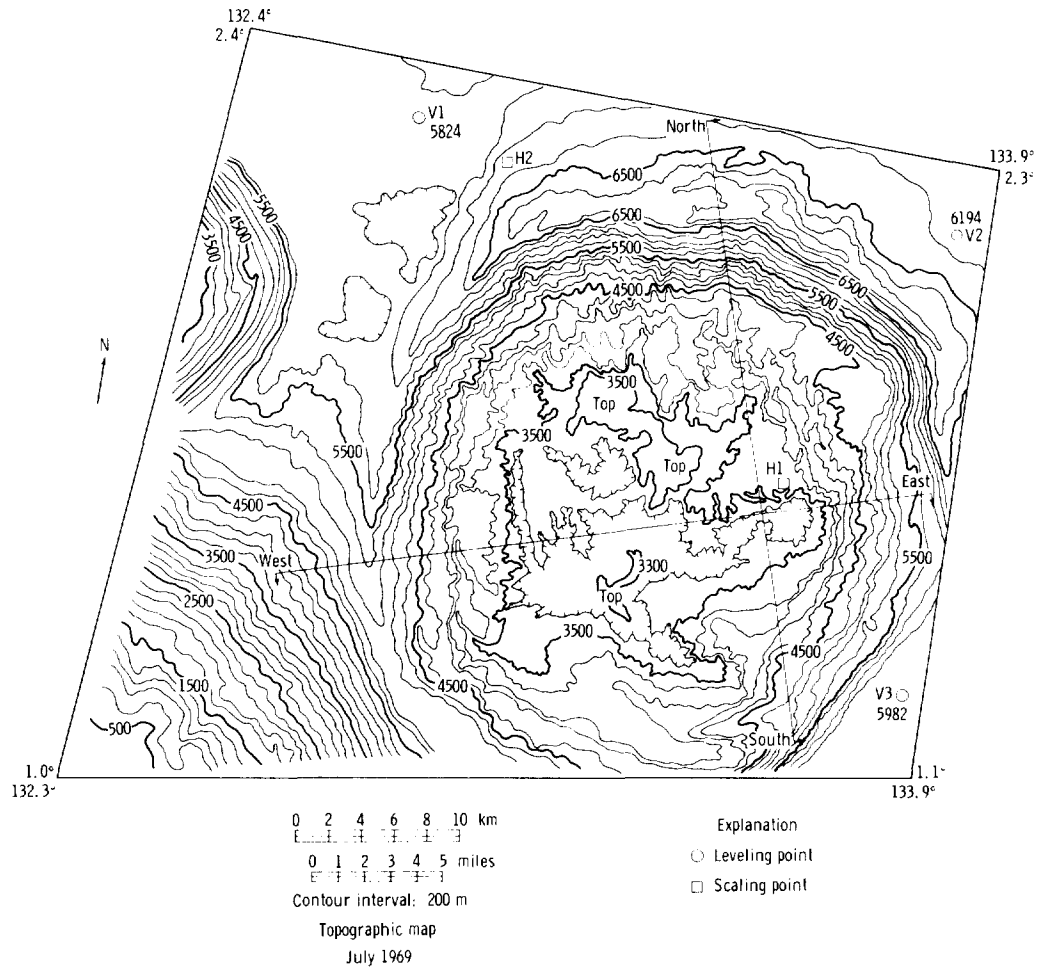 132.4°
2.4°
V1
5824
North
H2
133.9°
2.3°
6500
5500
4500
3500
6194
V2
6500
5500
4500
6500
5500
4500
3500
Top
3500
5500
Top
H1
East
4500
West
3500
3300
5500
2500
Top
3500
4500
1500
4500
V3
5982
500
South
1.0°
132.3°
1.1°
133.9°
0 2 4 6 8 10 km
0 1 2 3 4 5 miles
Contour interval: 200 m
Topographic map
July 1969
Explanation
Leveling point
Scaling point
N